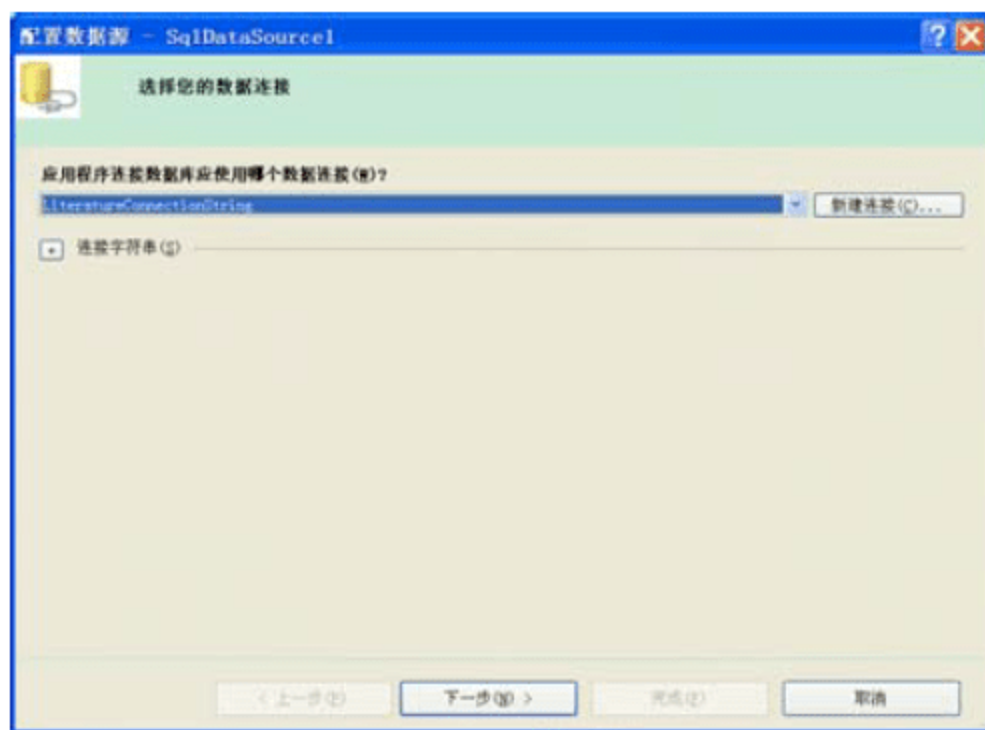 配置数据源 - SqlDataSource1
选择您的数据连接
应用程序连接数据库应使用哪个数据连接(W)?
LiteratureConnectionString
新建连接(C)...
+ 连接字符串(S)
< 上一步(P)
下一步(N) >
完成(F)
取消